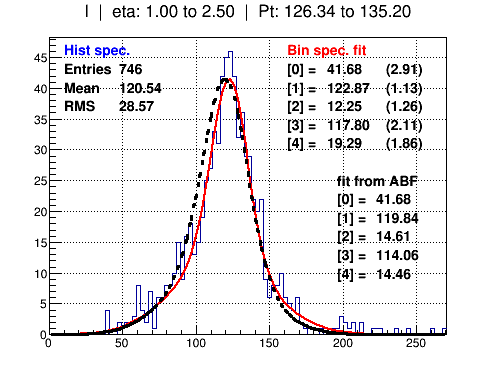 I | eta: 1.00 to 2.50 | Pt: 126.34 to 135.20
Hist spec.
Entries 746
Mean 120.54
RMS 28.57
Bin spec. fit
[0] = 41.68 (2.91)
[1] = 122.87 (1.13)
[2] = 12.25 (1.26)
[3] = 117.80 (2.11)
[4] = 19.29 (1.86)
fit from ABF
[0] = 41.68
[1] = 119.84
[2] = 14.61
[3] = 114.06
[4] = 14.46
45
40
35
30
25
20
15
10
5
0
0 50 100 150 200 250